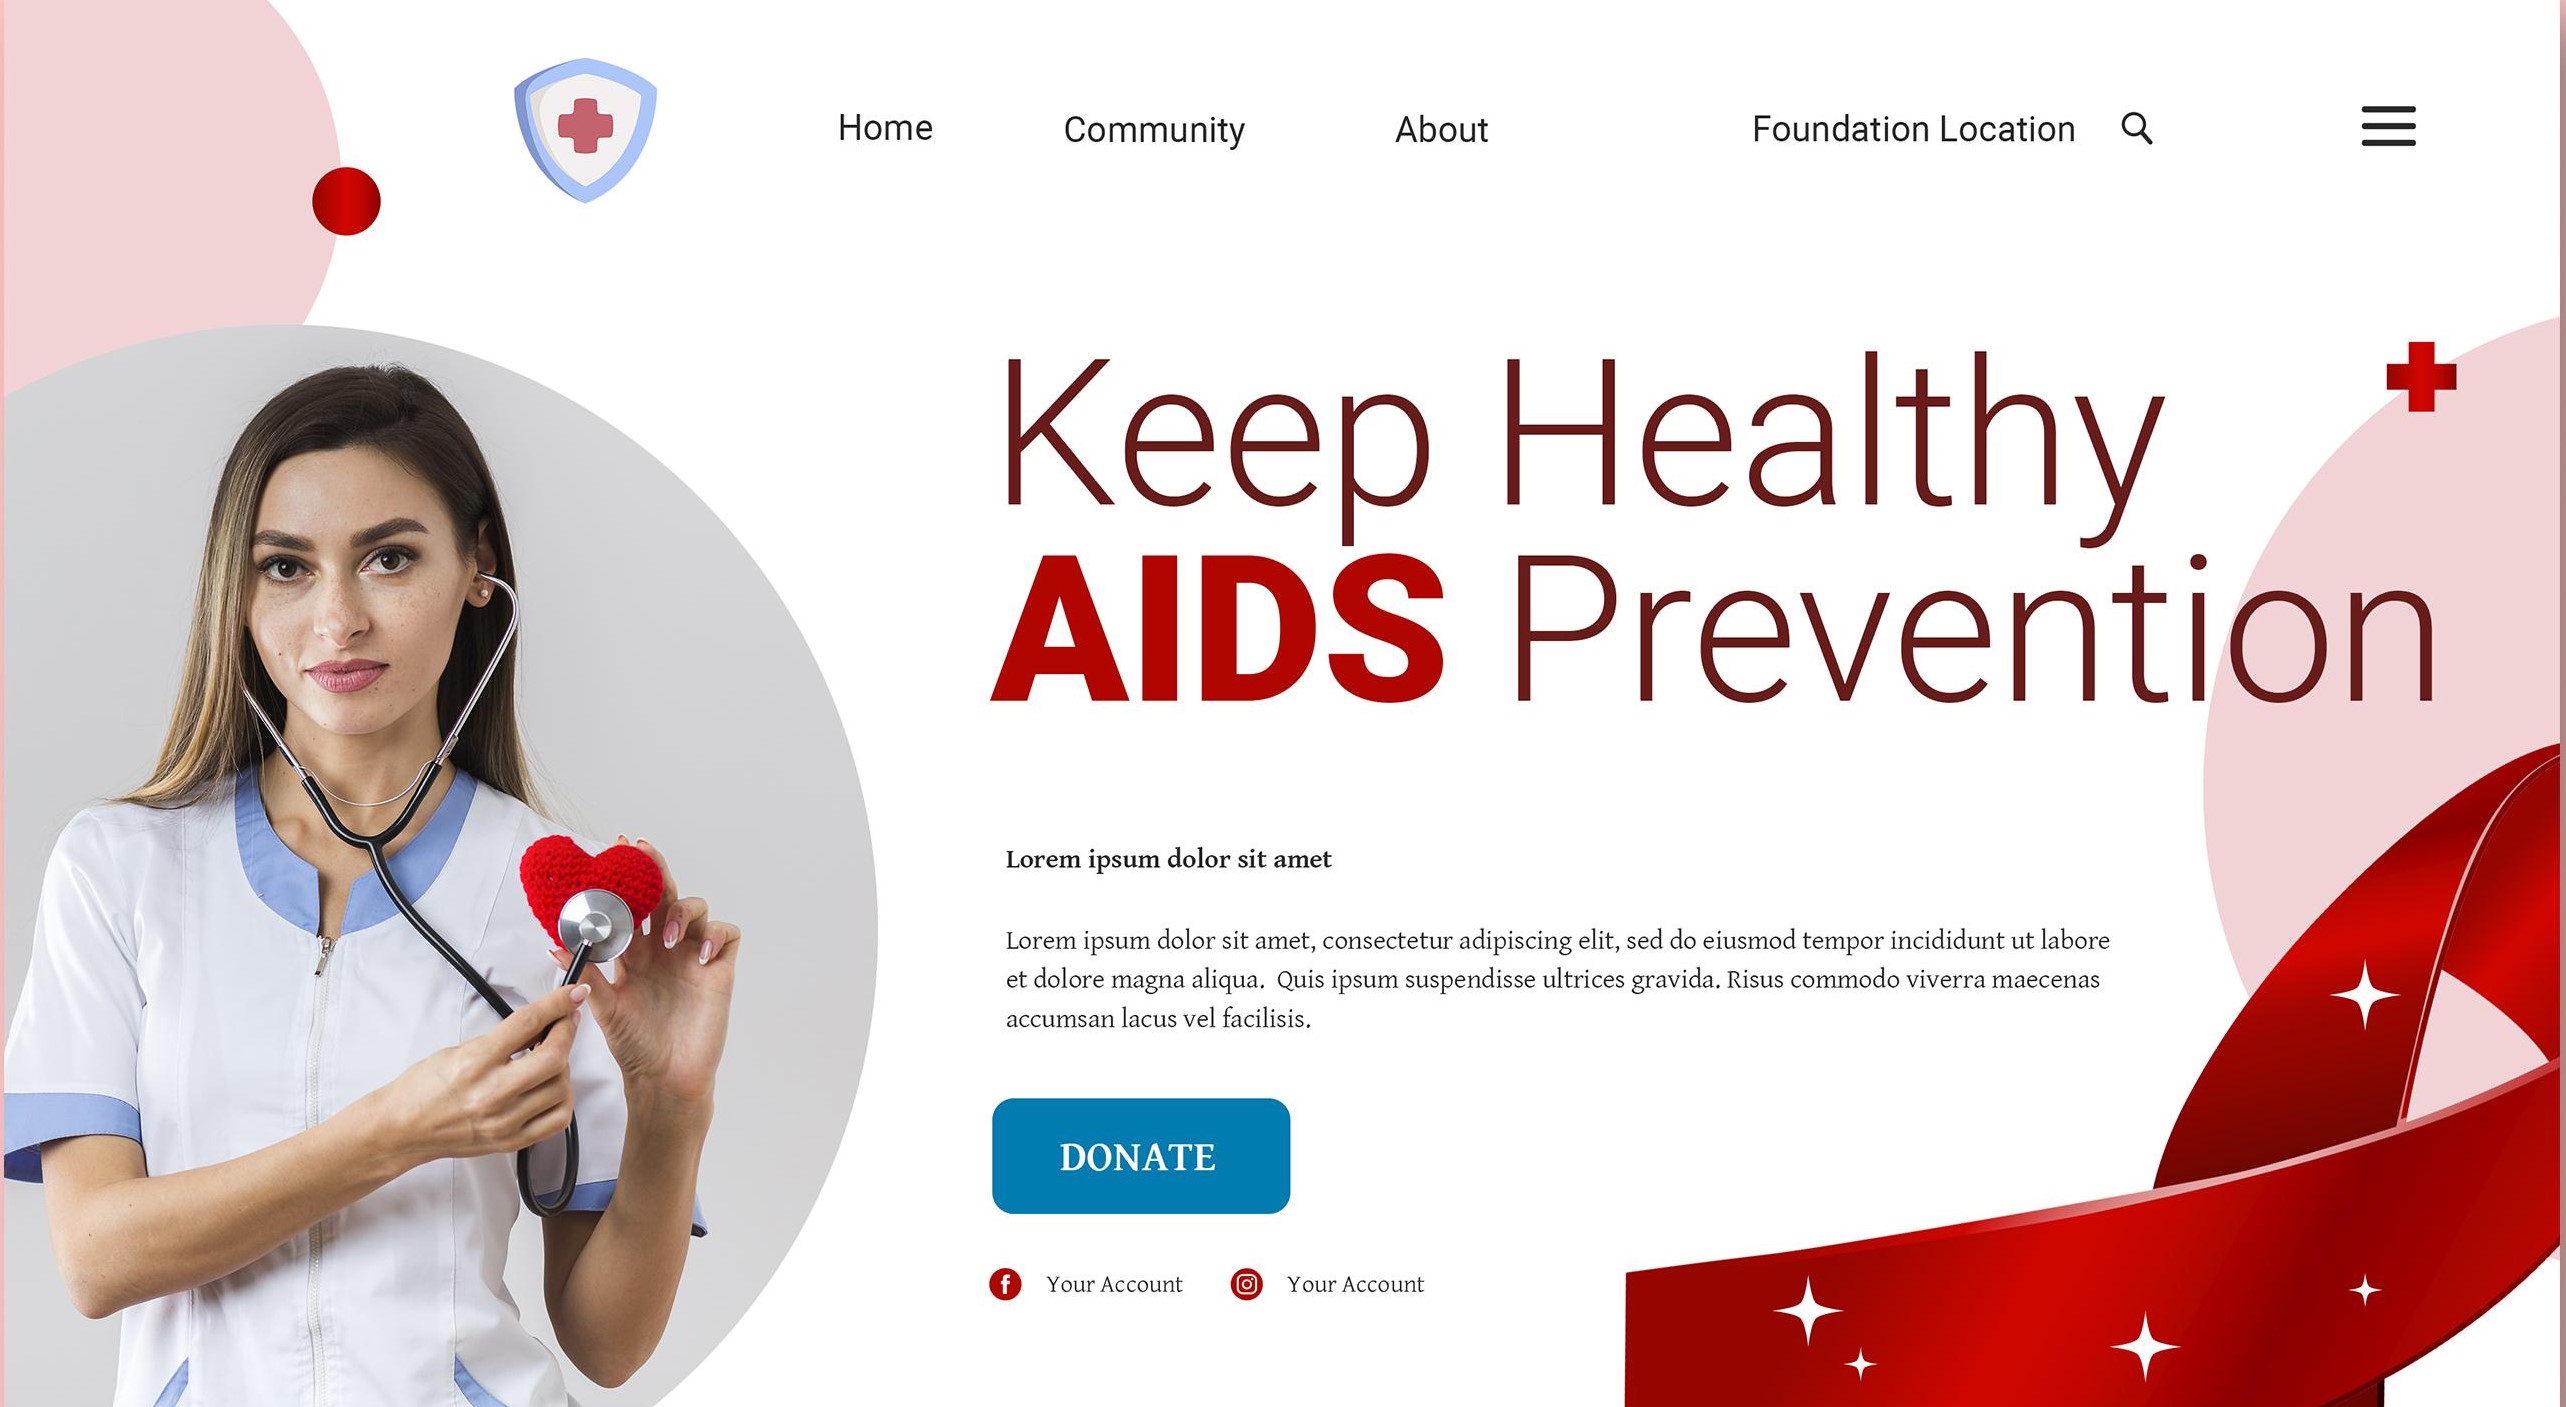 Home
Community
About
Foundation Location
Keep Healthy
AIDS Prevention
Lorem ipsum dolor sit amet
Lorem ipsum dolor sit amet, consectetur adipiscing elit, sed do eiusmod tempor incididunt ut labore
et dolore magna aliqua.  Quis ipsum suspendisse ultrices gravida. Risus commodo viverra maecenas
accumsan lacus vel facilisis.
DONATE
Your Account
Your Account